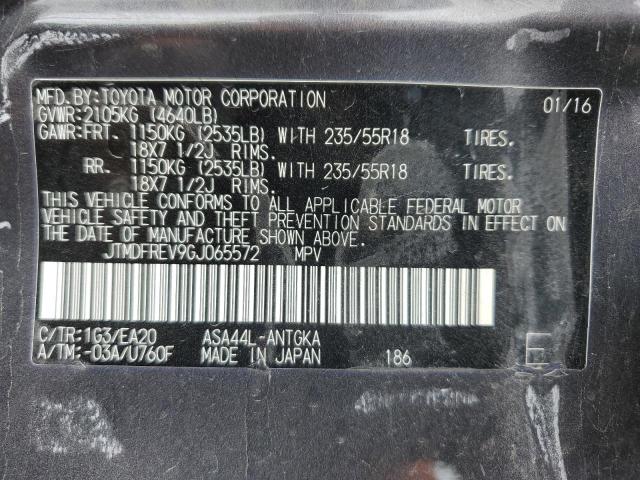 MFD.BY:TOYOTA MOTOR CORPORATION 01/16
GVWR:2105KG (4640LB)
GAWR:FRT. 1150KG (2535LB) WITH 235/55R18 TIRES.
18X7 1/2J RIMS.
RR. 1150KG (2535LB) WITH 235/55R18 TIRES.
18X7 1/2J RIMS.
THIS VEHICLE CONFORMS TO ALL APPLICABLE FEDERAL MOTOR
VEHICLE SAFETY AND THEFT PREVENTION STANDARDS IN EFFECT ON
THE DATE OF MANUFACTURE SHOWN ABOVE.
JTMDFREV9GJ065572 MPV
C/TR:1G3/EA20 ASA44L-ANTGKA
A/TM:-03A/U760F MADE IN JAPAN 186 E